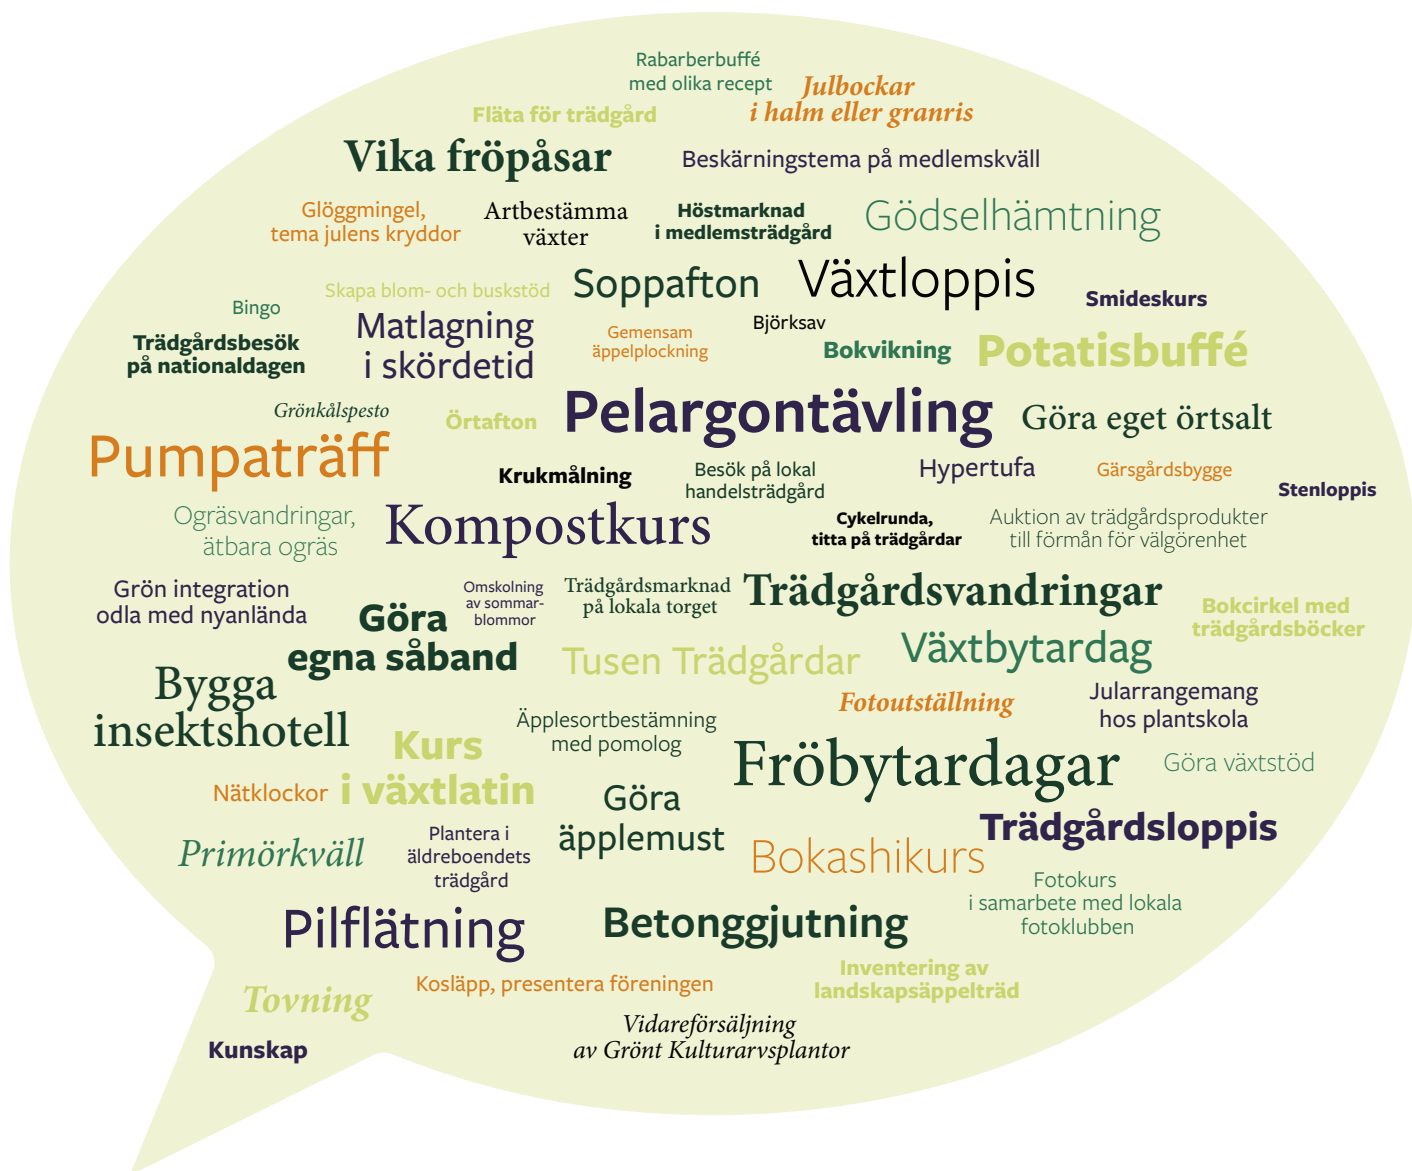 Rabarberbuffé
med olika recept
Julbockar
i halm eller granris
Fläta för trädgård
Vika fröpåsar
Beskärningstema på medlemskväll
Glöggmingel,
tema julens kryddor
Artbestämma
växter
Höstmarknad
i medlemsträdgård
Gödselhämtning
Skapa blom- och buskstöd
Soppafton
Växtloppis
Smideskurs
Bingo
Trädgårdsbesök
på nationaldagen
Matlagning
i skördetid
Gemensam
äppelplockning
Björksav
Bokvikning
Potatisbuffé
Grönkålspesto
Örtafton
Pelargontävling
Göra eget örtsalt
Pumpaträff
Krukmålning
Besök på lokal
handelsträdgård
Hypertufa
Gärsgårdsbygge
Stenloppis
Ogräsvandringar,
ätbara ogräs
Kompostkurs
Cykelrunda,
titta på trädgårdar
Auktion av trädgårdsprodukter
till förmån för välgörenhet
Grön integration
odla med nyanlända
Göra
egna såband
Omskolning
av sommar-
blommor
Trädgårdsmarknad
på lokala torget
Trädgårdsvandringar
Bokcirkel med
trädgårdsböcker
Tusen Trädgårdar
Växtbytardag
Bygga
insektshotell
Fotoutställning
Jularrangemang
hos plantskola
Kurs
i växtlatin
Äpplesortbestämning
med pomolog
Fröbytardagar
Göra växtstöd
Nätklockor
Göra
äpplemust
Trädgårdsloppis
Primörkväll
Plantera i
äldreboendets
trädgård
Bokashikurs
Fotokurs
i samarbete med lokala
fotoklubben
Pilflätning
Betonggjutning
Inventering av
landskapsäppelträd
Tovning
Kosläpp, presentera föreningen
Vidareförsäljning
av Grönt Kulturarvsplantor
Kunskap